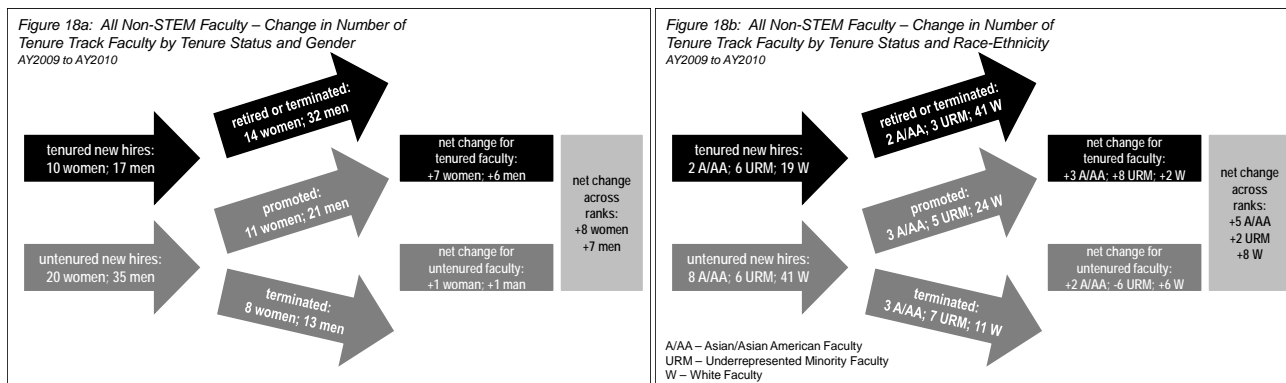 Figure 18a:  All Non-STEM Faculty – Change in Number of
Tenure Track Faculty by Tenure Status and Gender
AY2009 to AY2010
retired or terminated:
14 women; 32 men
tenured new hires:
10 women; 17 men
net change for
tenured faculty:
+7 women; +6 men
promoted:
11 women; 21 men
net change
across
ranks:
+8 women
+7 men
untenured new hires:
20 women; 35 men
net change for
untenured faculty:
+1 woman; +1 man
terminated:
8 women; 13 men
Figure 18b:  All Non-STEM Faculty – Change in Number of
Tenure Track Faculty by Tenure Status and Race-Ethnicity
AY2009 to AY2010
retired or terminated:
2 A/AA; 3 URM; 41 W
tenured new hires:
2 A/AA; 6 URM; 19 W
net change for
tenured faculty:
+3 A/AA; +8 URM; +2 W
promoted:
3 A/AA; 5 URM; 24 W
net change
across
ranks:
+5 A/AA
+2 URM
+8 W
untenured new hires:
8 A/AA; 6 URM; 41 W
net change for
untenured faculty:
+2 A/AA; -6 URM; +6 W
terminated:
3 A/AA; 7 URM; 11 W
A/AA – Asian/Asian American Faculty
URM – Underrepresented Minority Faculty
W – White Faculty